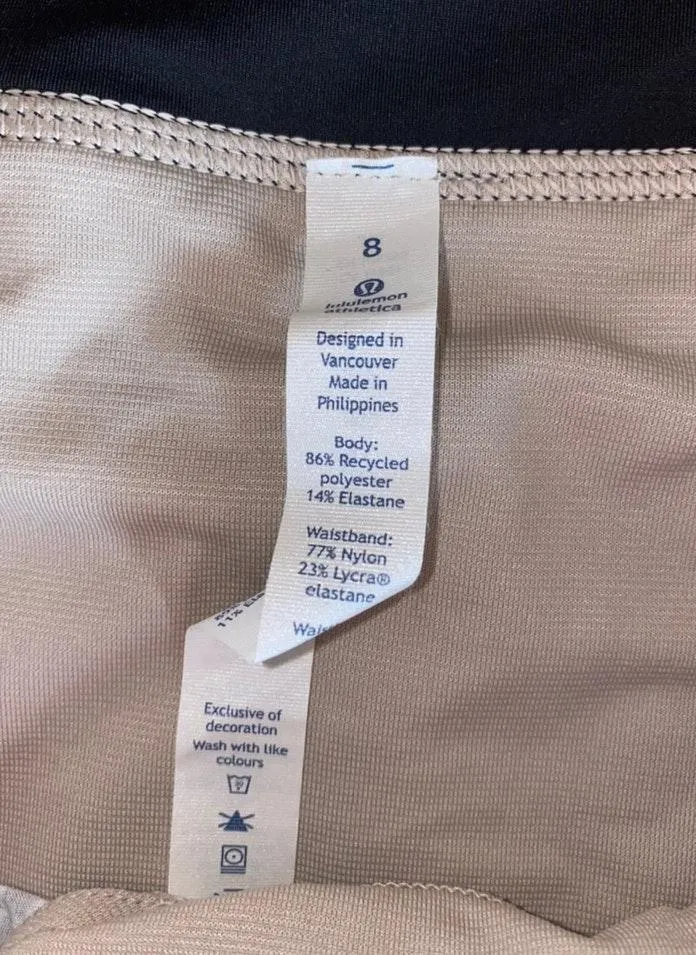 8
lululemon
athletica
Designed in
Vancouver
Made in
Philippines
Body:
86% Recycled
polyester
14% Elastane
Waistband:
77% Nylon
23% Lycra®
elastane
11%
Exclusive of
decoration
Wash with like
colours